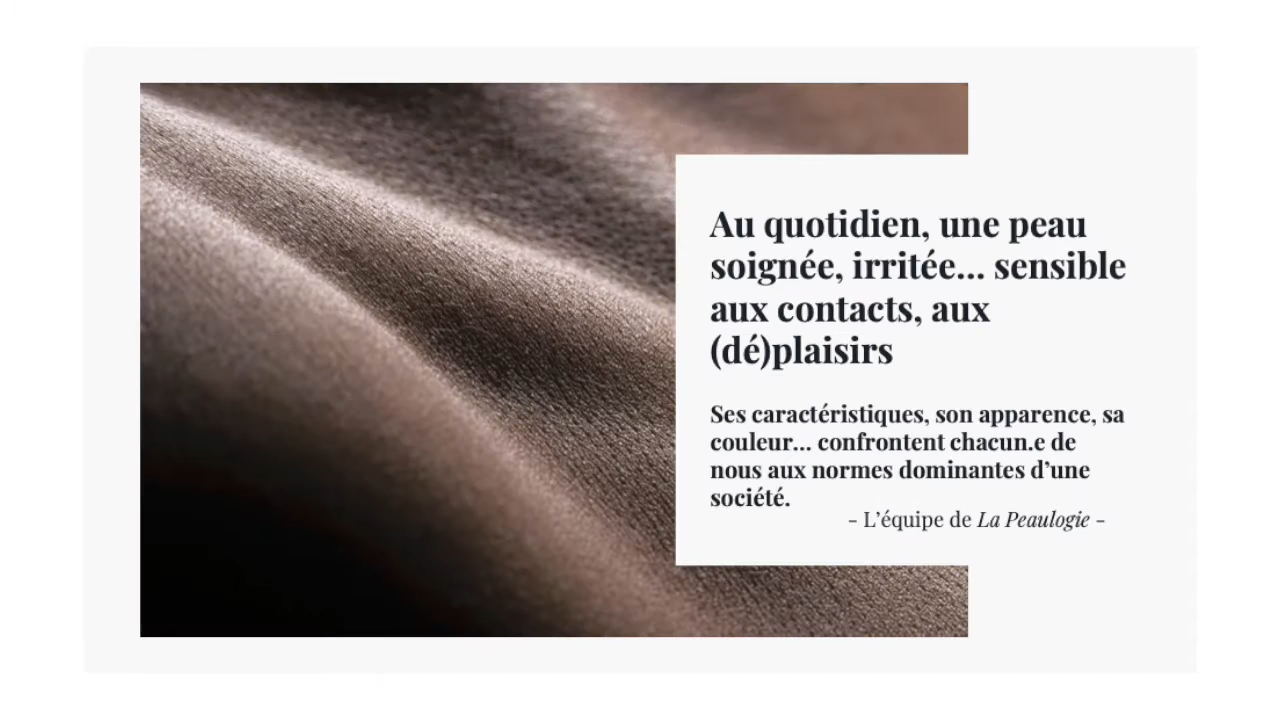 Au quotidien, une peau
soignée, irritée... sensible
aux contacts, aux
(dé)plaisirs
Ses caractéristiques, son apparence, sa
couleur... confrontent chacun.e de
nous aux normes dominantes d’une
société.
- L’équipe de La Peaulogie -